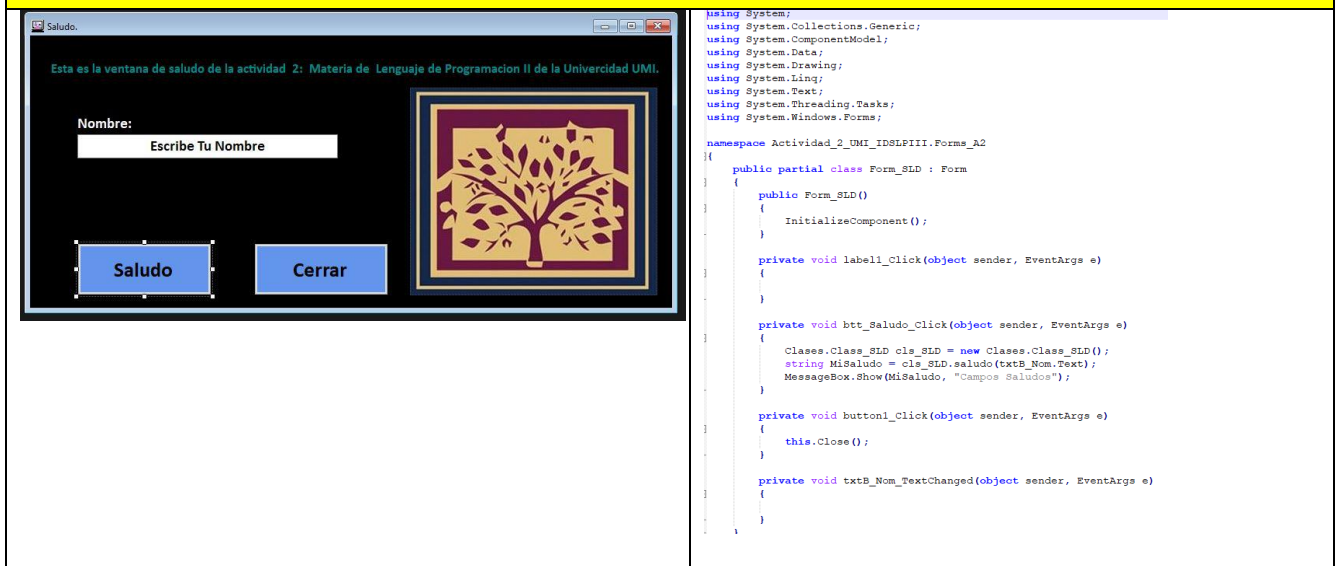 Saludo.
Esta es la ventana de saludo de la actividad 2: Materia de Lenguaje de Programacion II de la Univercidad UMI.
Nombre:
Escribe Tu Nombre
Saludo
Cerrar
using System;
using System.Collections.Generic;
using System.ComponentModel;
using System.Data;
using System.Drawing;
using System.Linq;
using System.Text;
using System.Threading.Tasks;
using System.Windows.Forms;
namespace Actividad_2_UMI_IDSLPIII.Forms_A2
{
public partial class Form_SLD : Form
{
public Form_SLD()
{
InitializeComponent();
}
private void label1_Click(object sender, EventArgs e)
{
}
private void btt_Saludo_Click(object sender, EventArgs e)
{
Clases.Class_SLD cls_SLD = new Clases.Class_SLD();
string MiSaludo = cls_SLD.saludo(txtB_Nom.Text);
MessageBox.Show(MiSaludo, "Campos Saludos");
}
private void button1_Click(object sender, EventArgs e)
{
this.Close();
}
private void txtB_Nom_TextChanged(object sender, EventArgs e)
{
}
}